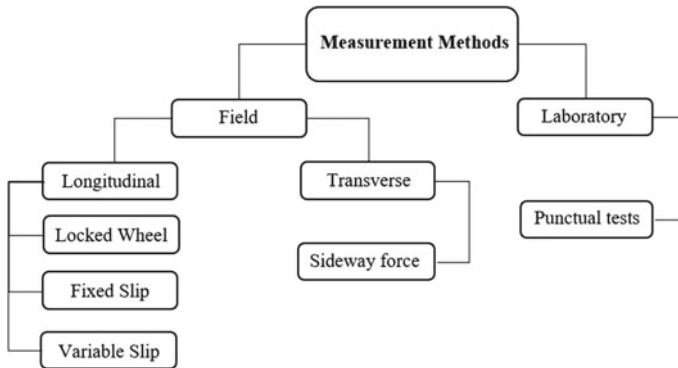 Measurement Methods
Field
Laboratory
Longitudinal
Transverse
Locked Wheel
Punctual tests
Sideway force
Fixed Slip
Variable Slip